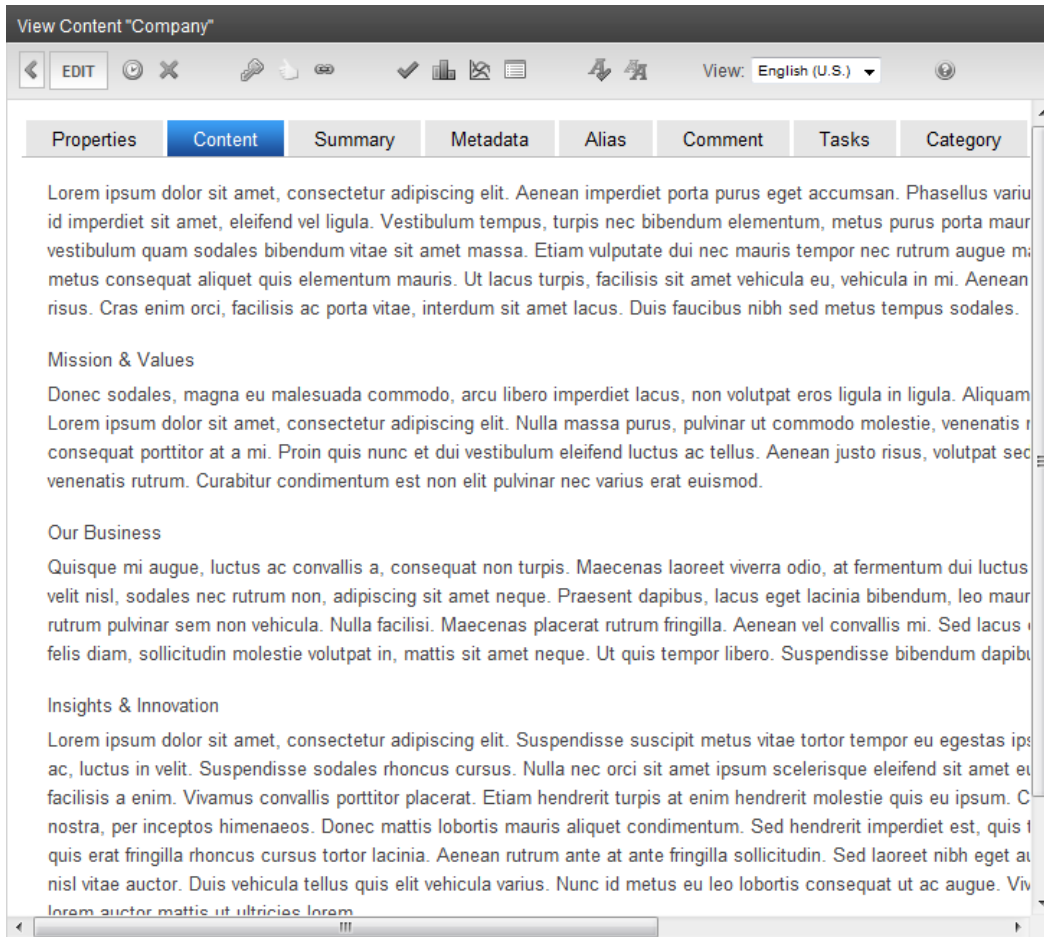 View Content "Company"
EDIT View: English (U.S.)
Properties Content Summary Metadata Alias Comment Tasks Category
Lorem ipsum dolor sit amet, consectetur adipiscing elit. Aenean imperdiet porta purus eget accumsan. Phasellus variu
id imperdiet sit amet, eleifend vel ligula. Vestibulum tempus, turpis nec bibendum elementum, metus purus porta maur
vestibulum quam sodales bibendum vitae sit amet massa. Etiam vulputate dui nec mauris tempor nec rutrum augue ma
metus consequat aliquet quis elementum mauris. Ut lacus turpis, facilisis sit amet vehicula eu, vehicula in mi. Aenean
risus. Cras enim orci, facilisis ac porta vitae, interdum sit amet lacus. Duis faucibus nibh sed metus tempus sodales.
Mission & Values
Donec sodales, magna eu malesuada commodo, arcu libero imperdiet lacus, non volutpat eros ligula in ligula. Aliquam
Lorem ipsum dolor sit amet, consectetur adipiscing elit. Nulla massa purus, pulvinar ut commodo molestie, venenatis
consequat porttitor at a mi. Proin quis nunc et dui vestibulum eleifend luctus ac tellus. Aenean justo risus, volutpat sed
venenatis rutrum. Curabitur condimentum est non elit pulvinar nec varius erat euismod.
Our Business
Quisque mi augue, luctus ac convallis a, consequat non turpis. Maecenas laoreet viverra odio, at fermentum dui luctus
velit nisl, sodales nec rutrum non, adipiscing sit amet neque. Praesent dapibus, lacus eget lacinia bibendum, leo maur
rutrum pulvinar sem non vehicula. Nulla facilisi. Maecenas placerat rutrum fringilla. Aenean vel convallis mi. Sed lacus
felis diam, sollicitudin molestie volutpat in, mattis sit amet neque. Ut quis tempor libero. Suspendisse bibendum dapibu
Insights & Innovation
Lorem ipsum dolor sit amet, consectetur adipiscing elit. Suspendisse suscipit metus vitae tortor tempor eu egestas ips
ac, luctus in velit. Suspendisse sodales rhoncus cursus. Nulla nec orci sit amet ipsum scelerisque eleifend sit amet eu
facilisis a enim. Vivamus convallis porttitor placerat. Etiam hendrerit turpis at enim hendrerit molestie quis eu ipsum. C
nostra, per inceptos himenaeos. Donec mattis lobortis mauris aliquet condimentum. Sed hendrerit imperdiet est, quis
quis erat fringilla rhoncus cursus tortor lacinia. Aenean rutrum ante at ante fringilla sollicitudin. Sed laoreet nibh eget au
nisl vitae auctor. Duis vehicula tellus quis elit vehicula varius. Nunc id metus eu leo lobortis consequat ut ac augue. Viv
lorem auctor mattis ut ultricies lorem